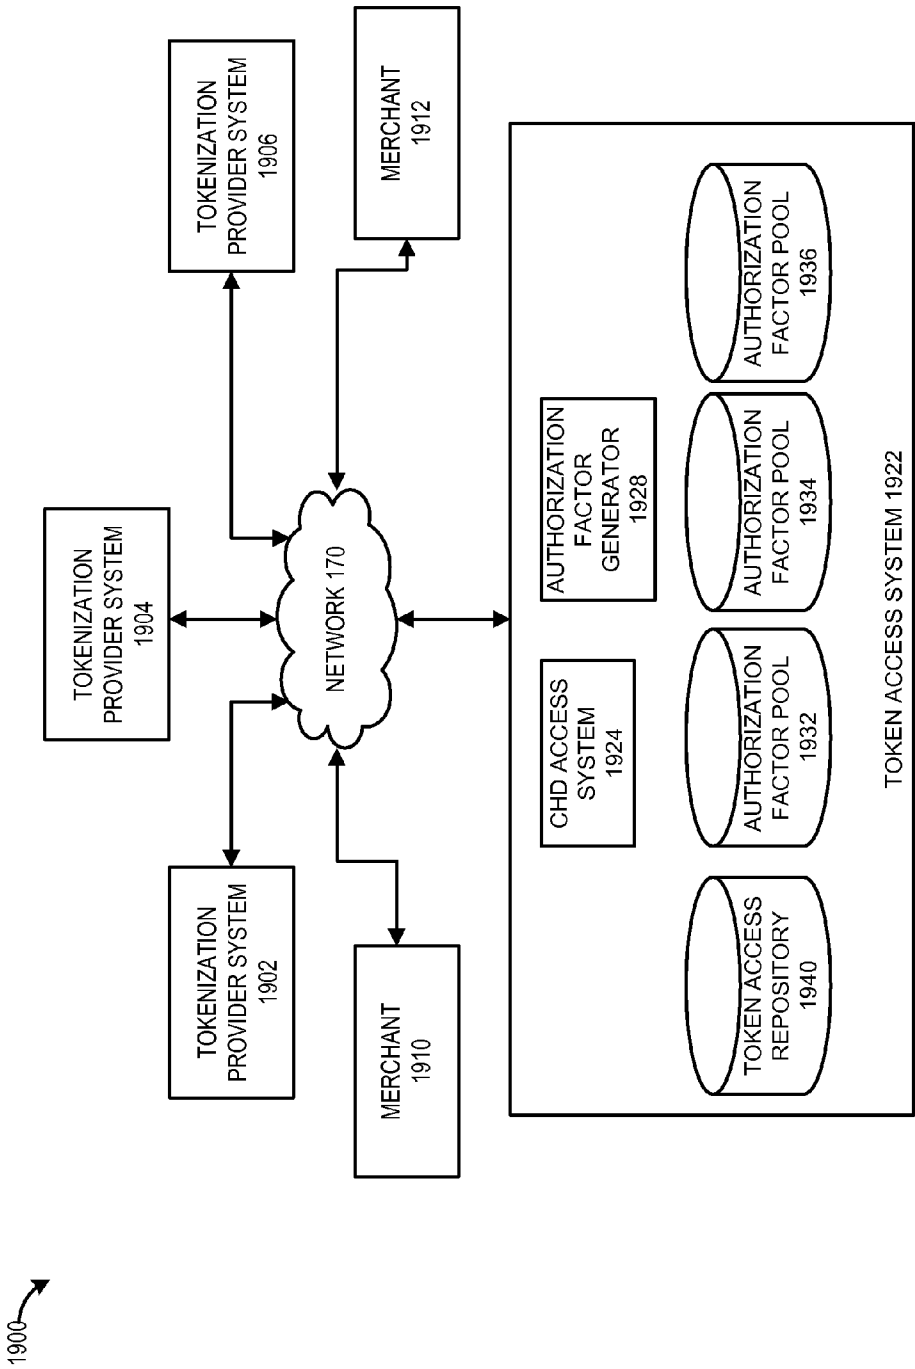 1900
TOKENIZATION
PROVIDER SYSTEM
1904
TOKENIZATION
PROVIDER SYSTEM
1902
TOKENIZATION
PROVIDER SYSTEM
1906
NETWORK 170
MERCHANT
1910
MERCHANT
1912
CHD ACCESS
SYSTEM
1924
AUTHORIZATION
FACTOR
GENERATOR
1928
TOKEN ACCESS
REPOSITORY
1940
AUTHORIZATION
FACTOR POOL
1932
AUTHORIZATION
FACTOR POOL
1934
AUTHORIZATION
FACTOR POOL
1936
TOKEN ACCESS SYSTEM 1922